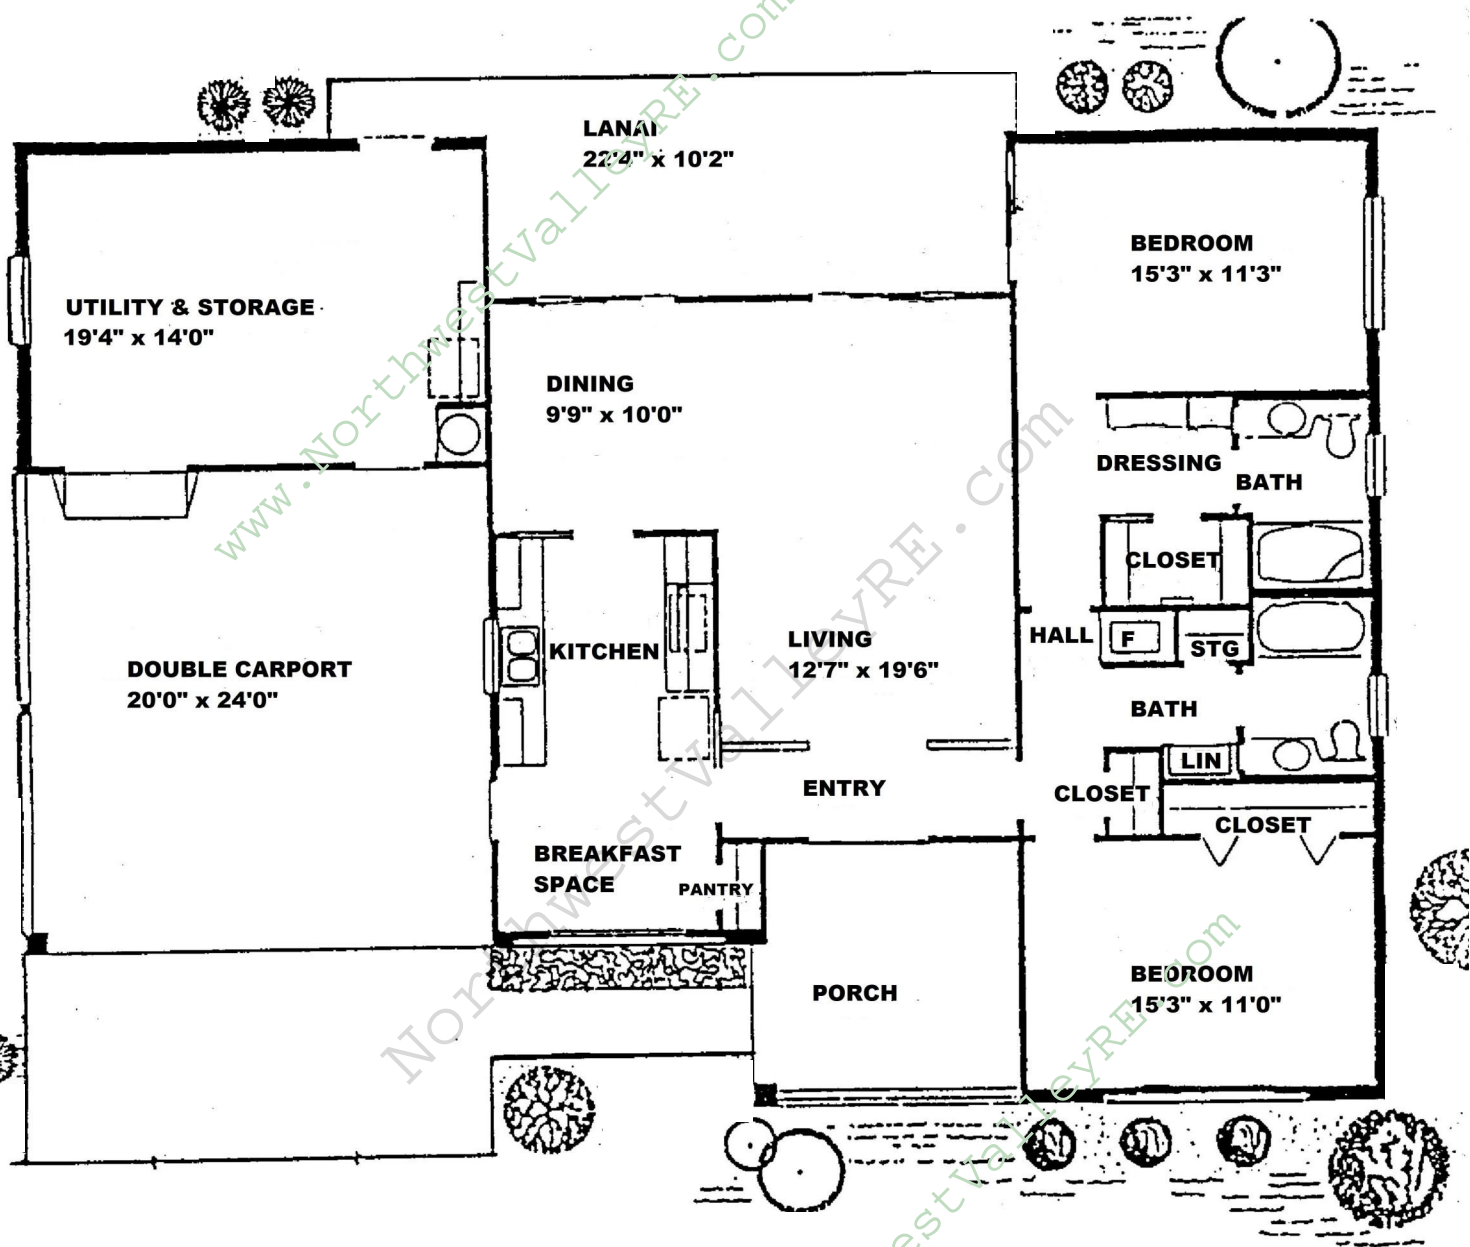 www.NorthwestValleyRE.com
LANAI
22'4" x 10'2"
BEDROOM
15'3" x 11'3"
UTILITY & STORAGE
19'4" x 14'0"
DINING
9'9" x 10'0"
DRESSING
BATH
CLOSET
DOUBLE CARPORT
20'0" x 24'0"
KITCHEN
LIVING
12'7" x 19'6"
HALL
F
STG
BATH
LIN
ENTRY
CLOSET
CLOSET
BREAKFAST
SPACE
PANTRY
PORCH
BEDROOM
15'3" x 11'0"
NorthwestValleyRE.com
estValleyRE.com